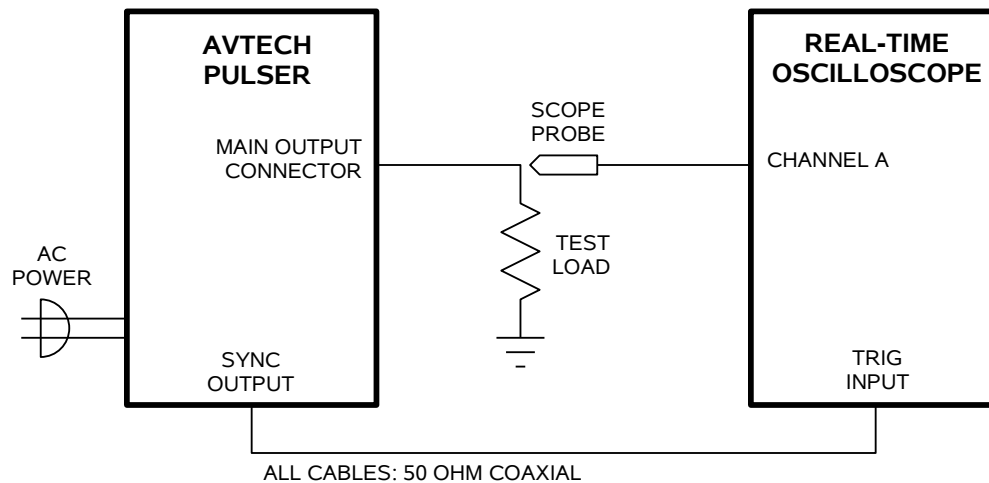 AVTECH
PULSER
MAIN OUTPUT
CONNECTOR
AC
POWER
SYNC
OUTPUT
SCOPE
PROBE
TEST
LOAD
REAL-TIME
OSCILLOSCOPE
CHANNEL A
TRIG
INPUT
ALL CABLES: 50 OHM COAXIAL